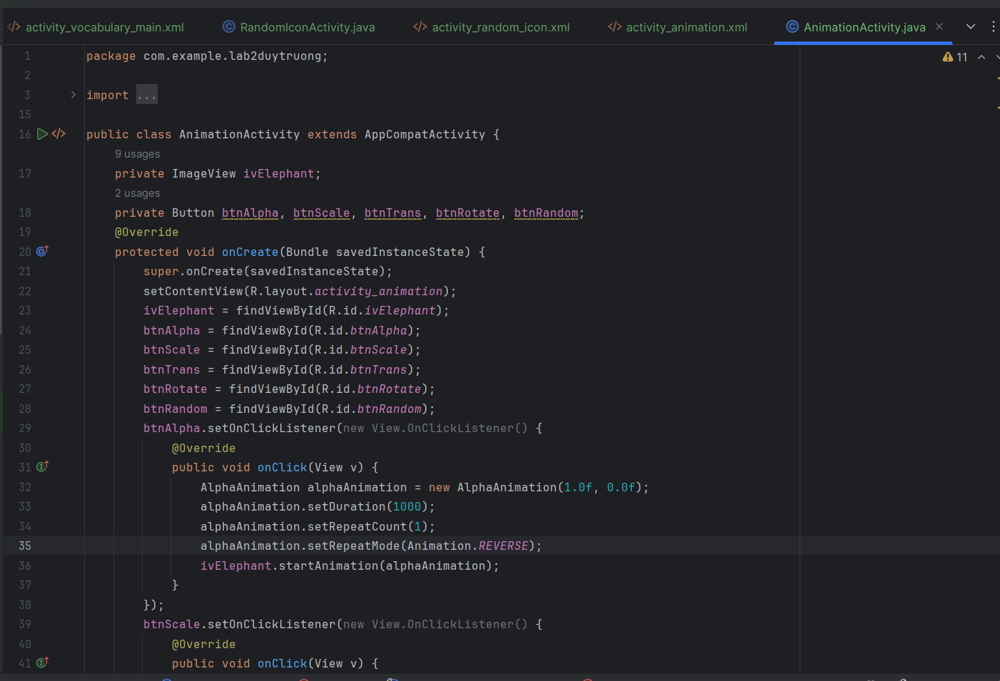 </> activity_vocabulary_main.xml © RandomIconActivity.java </> activity_random_icon.xml </> activity_animation.xml © AnimationActivity.java ×
1 package com.example.lab2duytruong; 11
2
3 import ...
15
16 </> public class AnimationActivity extends AppCompatActivity {
9 usages
17 private ImageView ivElephant;
2 usages
18 private Button btnAlpha, btnScale, btnTrans, btnRotate, btnRandom;
19 @Override
20 protected void onCreate(Bundle savedInstanceState) {
21 super.onCreate(savedInstanceState);
22 setContentView(R.layout.activity_animation);
23 ivElephant = findViewById(R.id.ivElephant);
24 btnAlpha = findViewById(R.id.btnAlpha);
25 btnScale = findViewById(R.id.btnScale);
26 btnTrans = findViewById(R.id.btnTrans);
27 btnRotate = findViewById(R.id.btnRotate);
28 btnRandom = findViewById(R.id.btnRandom);
29 btnAlpha.setOnClickListener(new View.OnClickListener() {
30 @Override
31 public void onClick(View v) {
32 AlphaAnimation alphaAnimation = new AlphaAnimation(1.0f, 0.0f);
33 alphaAnimation.setDuration(1000);
34 alphaAnimation.setRepeatCount(1);
35 alphaAnimation.setRepeatMode(Animation.REVERSE);
36 ivElephant.startAnimation(alphaAnimation);
37 }
38 });
39 btnScale.setOnClickListener(new View.OnClickListener() {
40 @Override
41 public void onClick(View v) {